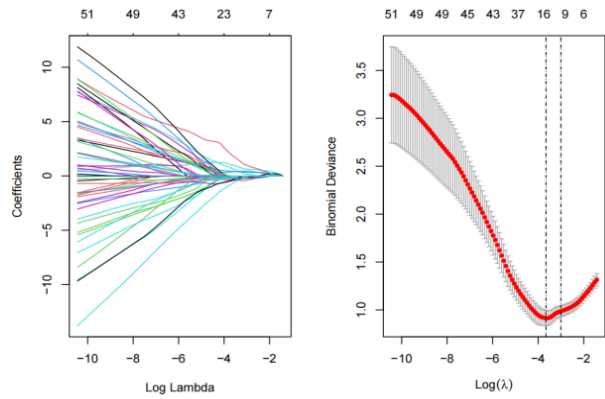 51 49 43 23 7
Coefficients
10
5
0
−5
−10
−10 −8 −6 −4 −2
Log Lambda
51 49 49 45 43 37 16 9 6
Binomial Deviance
3.5
3.0
2.5
2.0
1.5
1.0
−10 −8 −6 −4 −2
Log(λ)